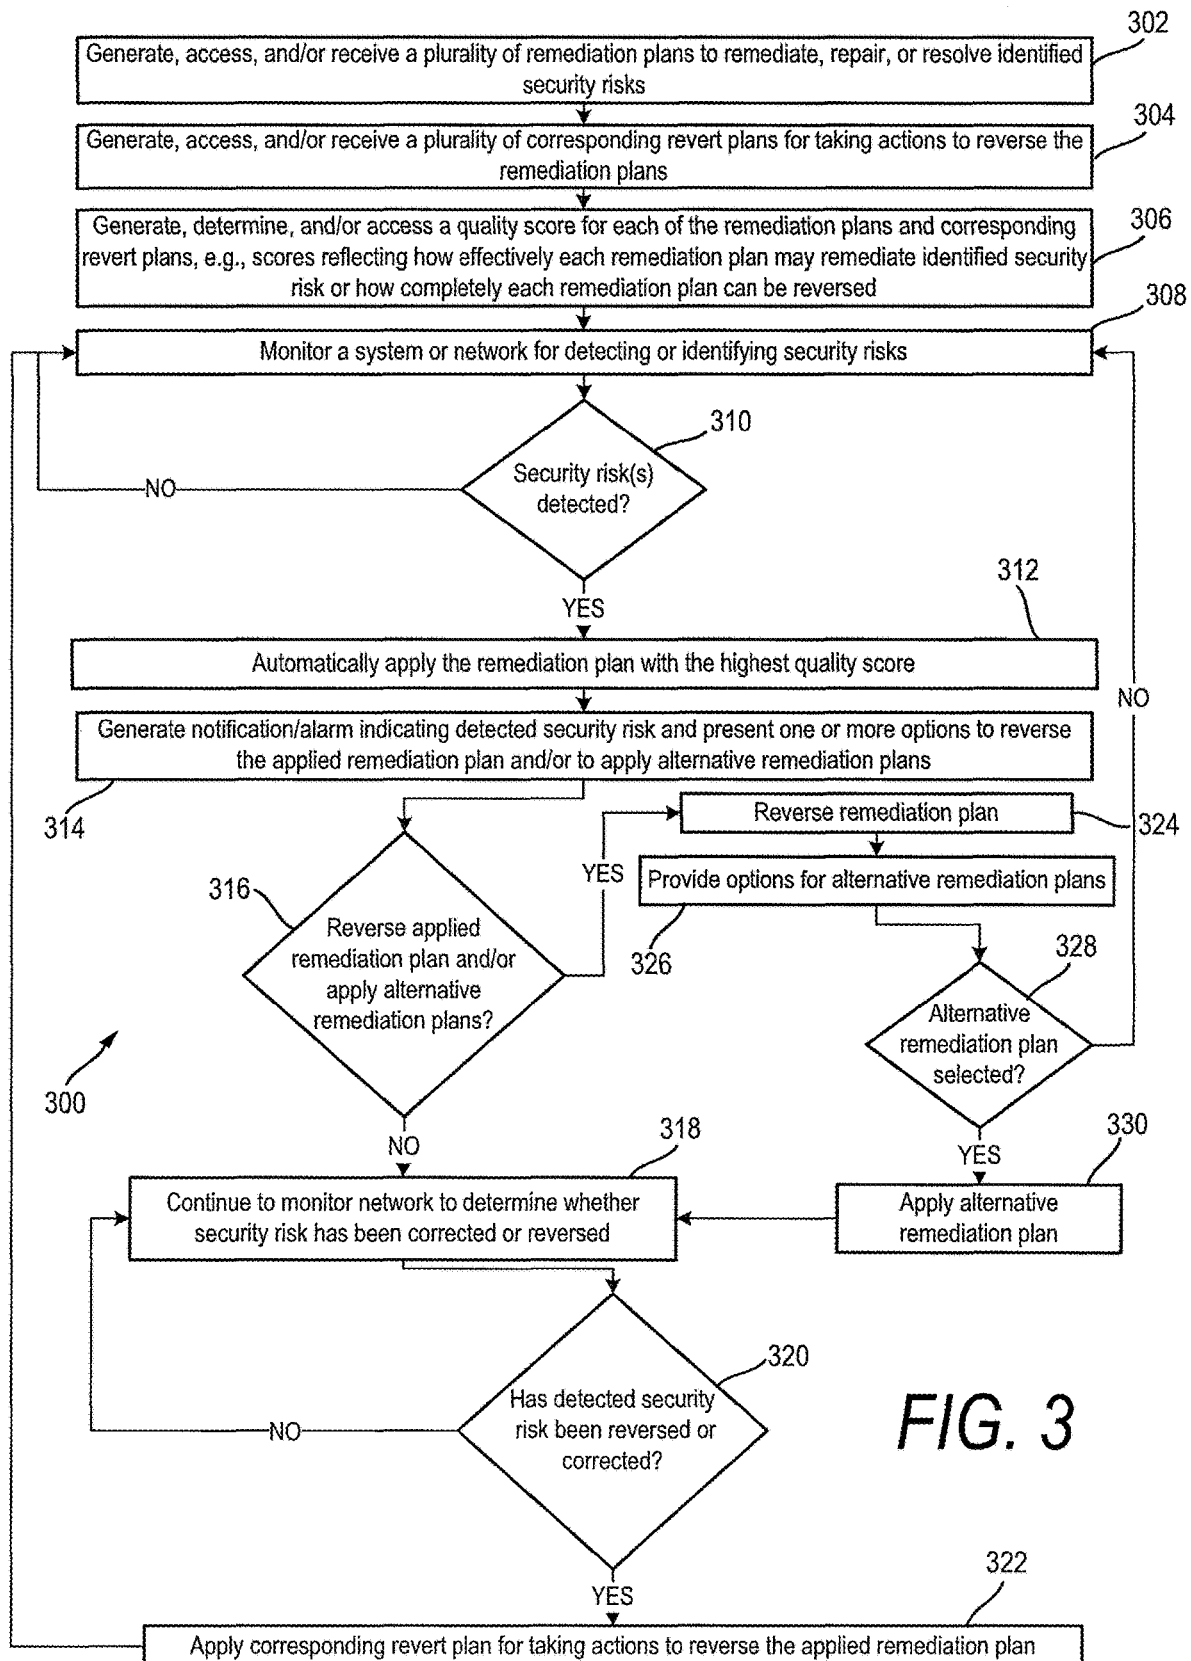 302
Generate, access, and/or receive a plurality of remediation plans to remediate, repair, or resolve identified
security risks
304
Generate, access, and/or receive a plurality of corresponding revert plans for taking actions to reverse the
remediation plans
306
Generate, determine, and/or access a quality score for each of the remediation plans and corresponding
revert plans, e.g., scores reflecting how effectively each remediation plan may remediate identified security
risk or how completely each remediation plan can be reversed
308
Monitor a system or network for detecting or identifying security risks
310
Security risk(s)
detected?
NO
YES
312
Automatically apply the remediation plan with the highest quality score
NO
Generate notification/alarm indicating detected security risk and present one or more options to reverse
the applied remediation plan and/or to apply alternative remediation plans
314
Reverse remediation plan
324
YES
Provide options for alternative remediation plans
326
316
Reverse applied
remediation plan and/or
apply alternative
remediation plans?
328
Alternative
remediation plan
selected?
300
NO
YES
318
Continue to monitor network to determine whether
security risk has been corrected or reversed
330
Apply alternative
remediation plan
320
Has detected security
risk been reversed or
corrected?
NO
YES
FIG. 3
322
Apply corresponding revert plan for taking actions to reverse the applied remediation plan